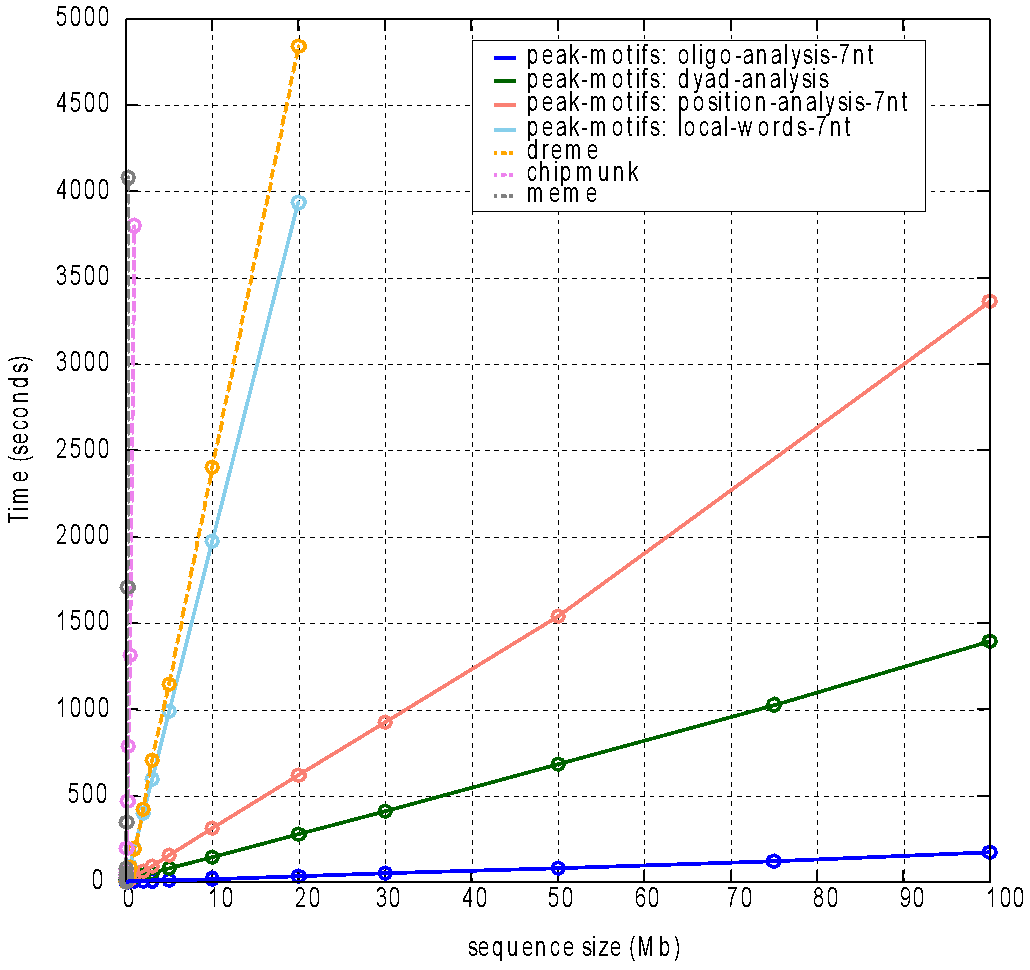 5000
4500
4000
3500
3000
2500
2000
1500
1000
500
0
Time (seconds)
peak-motifs: oligo-analysis-7nt
peak-motifs: dyad-analysis
peak-motifs: position-analysis-7nt
peak-motifs: local-words-7nt
dreme
chipmunk
meme
0 10 20 30 40 50 60 70 80 90 100
sequence size (Mb)